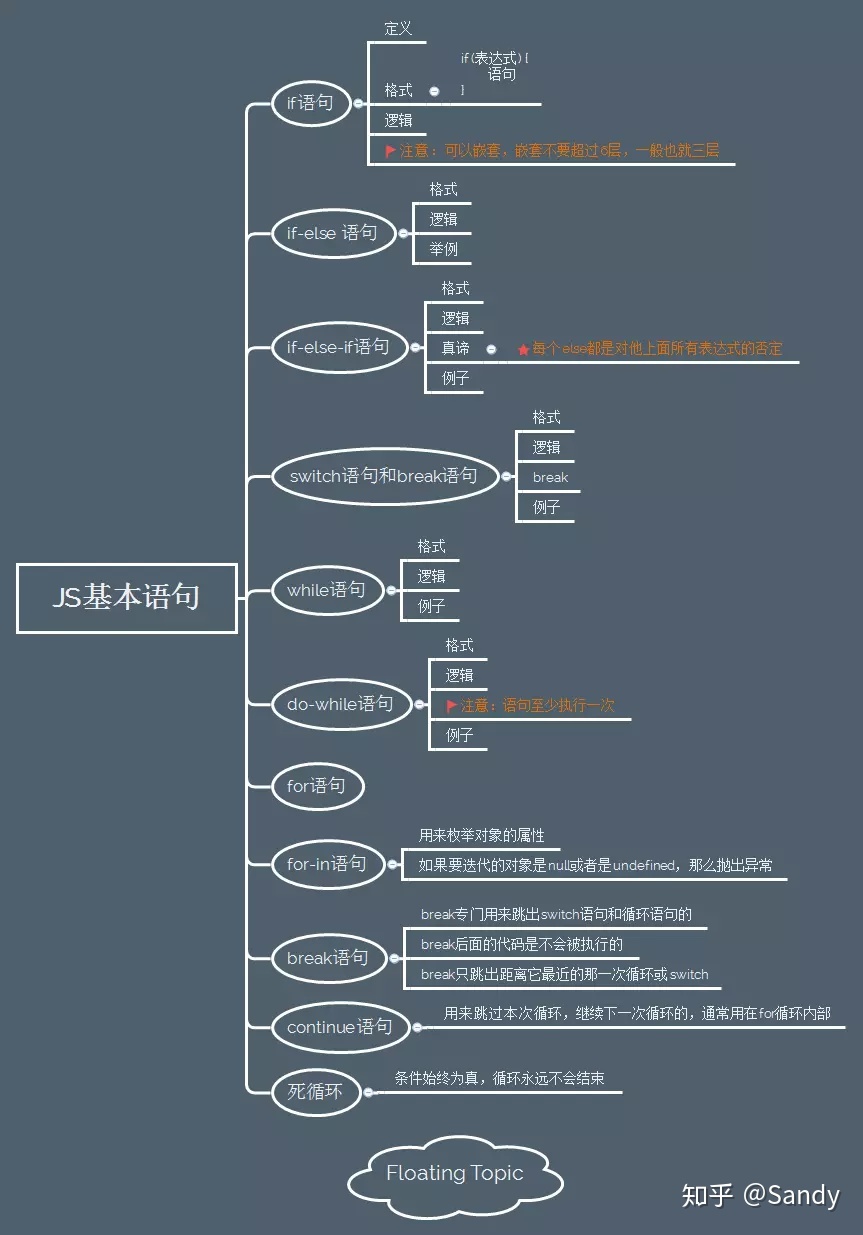 JS基本语句
if语句
定义
格式
if(表达式){
语句
}
逻辑
注意：可以嵌套，嵌套不要超过6层，一般也就三层
if-else 语句
格式
逻辑
举例
if-else-if语句
格式
逻辑
真谛
每个else都是对他上面所有表达式的否定
例子
switch语句和break语句
格式
逻辑
break
例子
while语句
格式
逻辑
例子
do-while语句
格式
逻辑
注意：语句至少执行一次
例子
for语句
for-in语句
用来枚举对象的属性
如果要迭代的对象是null或者是undefined，那么抛出异常
break语句
break专门用来跳出switch语句和循环语句的
break后面的代码是不会被执行的
break只跳出距离它最近的那一次循环或switch
continue语句
用来跳过本次循环，继续下一次循环的，通常用在for循环内部
死循环
条件始终为真，循环永远不会结束
Floating Topic
知乎 @Sandy